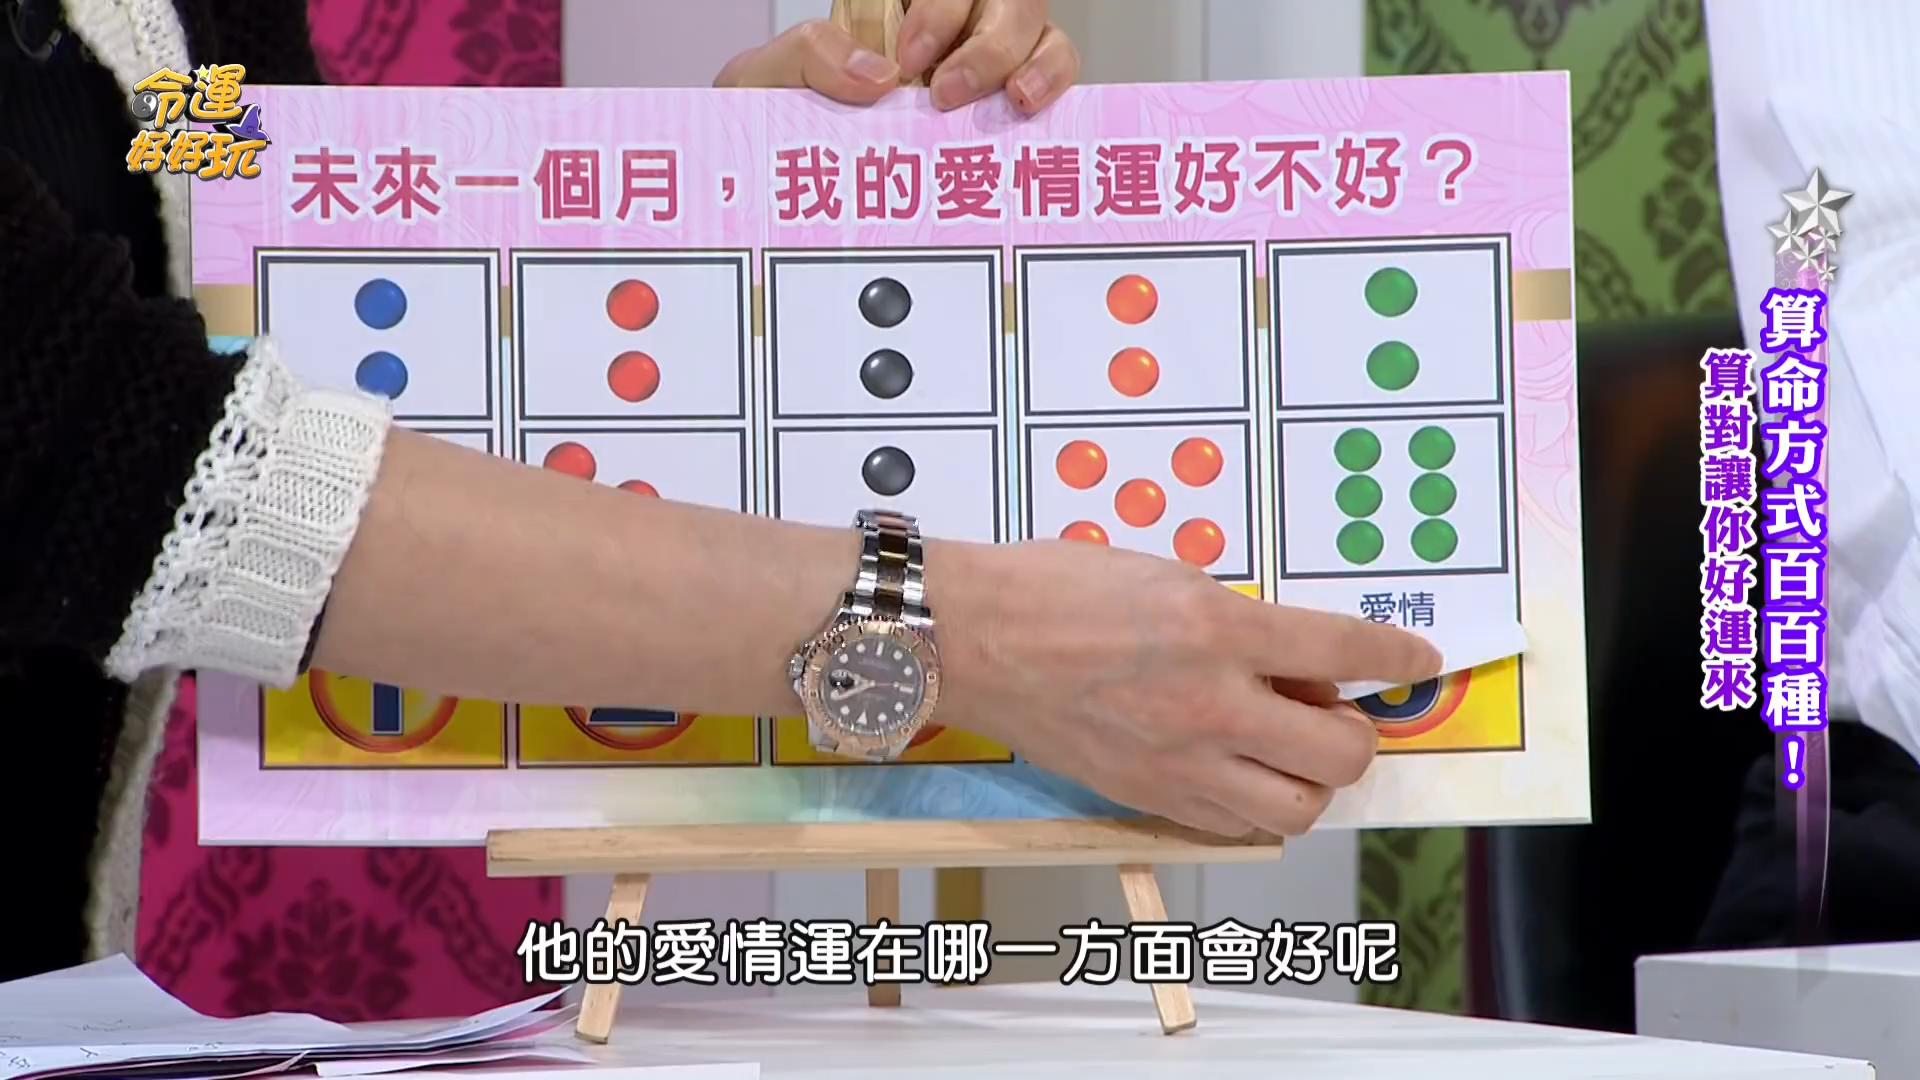 命運
好好玩
未來一個月，我的愛情運好不好？
愛情
1
2
算命方式百百種！
算對讓你好運來
他的愛情運在哪一方面會好呢